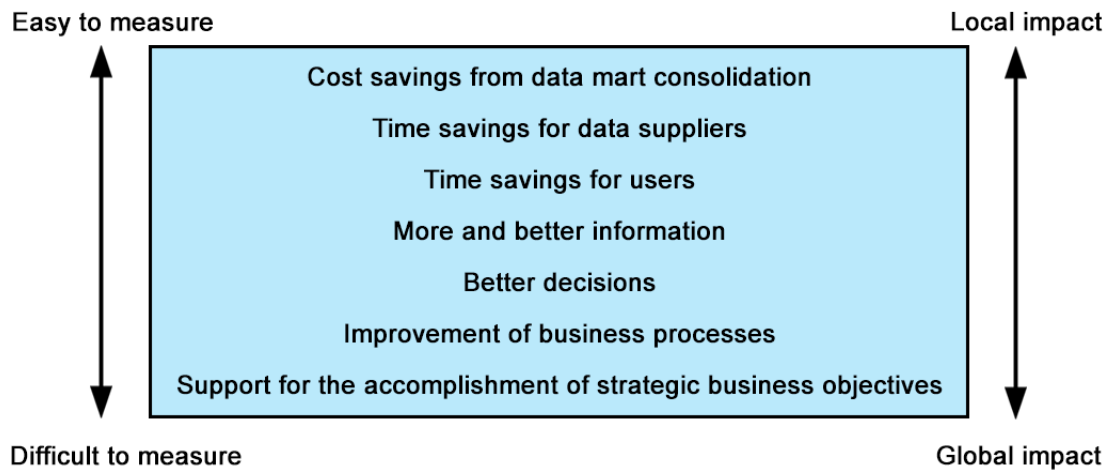 Easy to measure
Local impact
Cost savings from data mart consolidation
Time savings for data suppliers
Time savings for users
More and better information
Better decisions
Improvement of business processes
Support for the accomplishment of strategic business objectives
Difficult to measure
Global impact